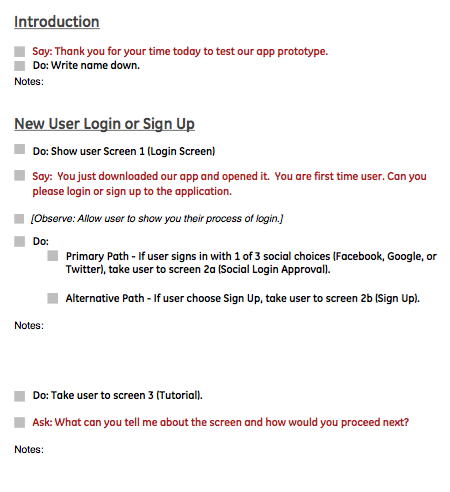 Introduction
Say: Thank you for your time today to test our app prototype.
Do: Write name down.
Notes:
New User Login or Sign Up
Do: Show user Screen 1 (Login Screen)
Say:  You just downloaded our app and opened it.  You are first time user. Can you
please login or sign up to the application.
[Observe: Allow user to show you their process of login.]
Do:
Primary Path - If user signs in with 1 of 3 social choices (Facebook, Google, or
Twitter), take user to screen 2a (Social Login Approval).
Alternative Path - If user choose Sign Up, take user to screen 2b (Sign Up).
Notes:
Do: Take user to screen 3 (Tutorial).
Ask: What can you tell me about the screen and how would you proceed next?
Notes: